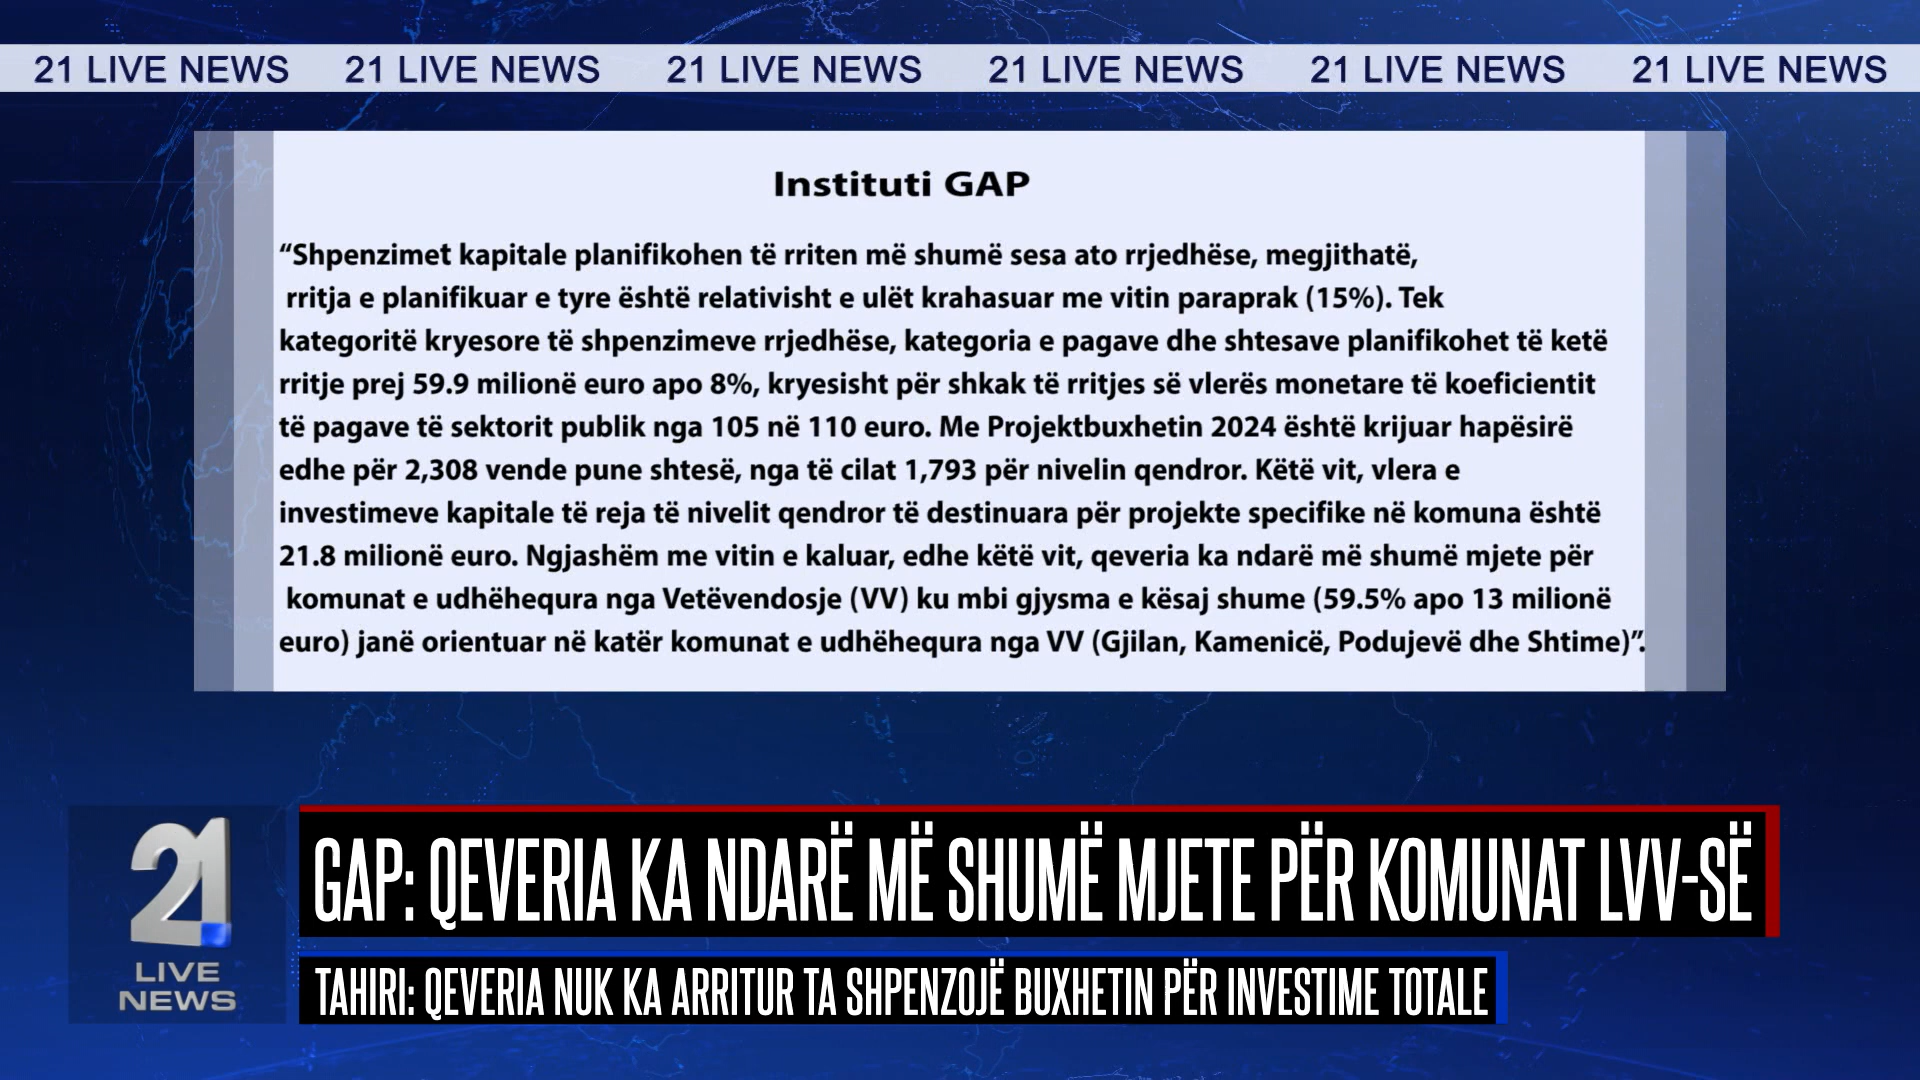 21 LIVE NEWS 21 LIVE NEWS 21 LIVE NEWS 21 LIVE NEWS 21 LIVE NEWS 21 LIVE NEWS
Instituti GAP
“Shpenzimet kapitale planifikohen të rriten më shumë sesa ato rrjedhëse, megjithatë,
rritja e planifikuar e tyre është relativisht e ulët krahasuar me vitin paraprak (15%). Tek
kategoritë kryesore të shpenzimeve rrjedhëse, kategoria e pagave dhe shtesave planifikohet të ketë
rritje prej 59.9 milionë euro apo 8%, kryesisht për shkak të rritjes së vlerës monetare të koeficientit
të pagave të sektorit publik nga 105 në 110 euro. Me Projektbuxhetin 2024 është krijuar hapësirë
edhe për 2,308 vende pune shtesë, nga të cilat 1,793 për nivelin qendror. Këtë vit, vlera e
investimeve kapitale të reja të nivelit qendror të destinuara për projekte specifike në komuna është
21.8 milionë euro. Ngjashëm me vitin e kaluar, edhe këtë vit, qeveria ka ndarë më shumë mjete për
komunat e udhëhequra nga Vetëvendosje (VV) ku mbi gjysma e kësaj shume (59.5% apo 13 milionë
euro) janë orientuar në katër komunat e udhëhequra nga VV (Gjilan, Kamenicë, Podujevë dhe Shtime)”.
21
LIVE
NEWS
GAP: QEVERIA KA NDARË MË SHUMË MJETE PËR KOMUNAT LVV-SË
TAHIRI: QEVERIA NUK KA ARRITUR TA SHPENZOJË BUXHETIN PËR INVESTIME TOTALE